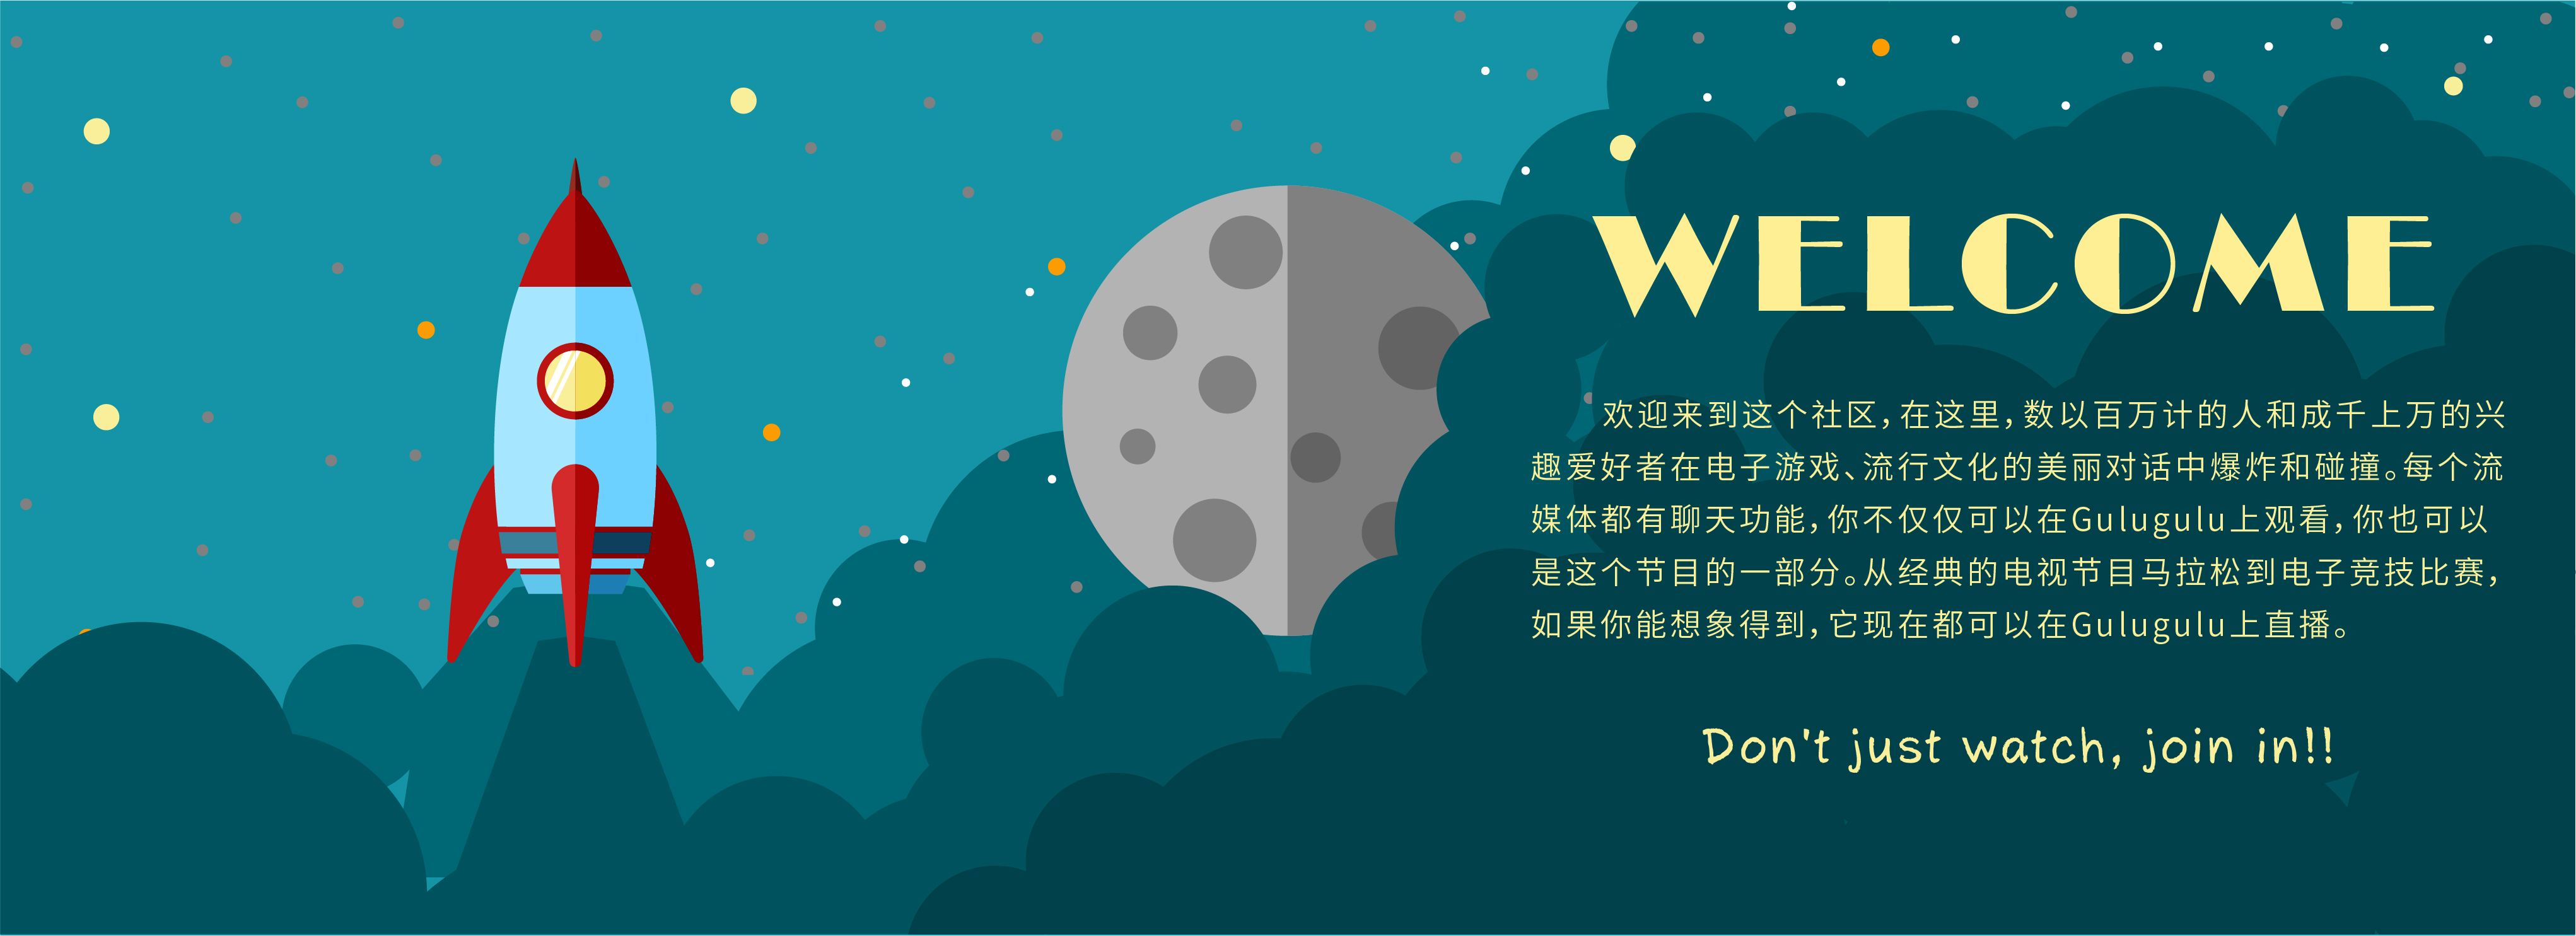 WELCOME
欢迎来到这个社区，在这里，数以百万计的人和成千上万的兴
趣爱好者在电子游戏、流行文化的美丽对话中爆炸和碰撞。每个流
媒体都有聊天功能，你不仅仅可以在Gulugulu上观看，你也可以
是这个节目的一部分。从经典的电视节目马拉松到电子竞技比赛，
如果你能想象得到，它现在都可以在Gulugulu上直播。
Don't just watch, join in!!